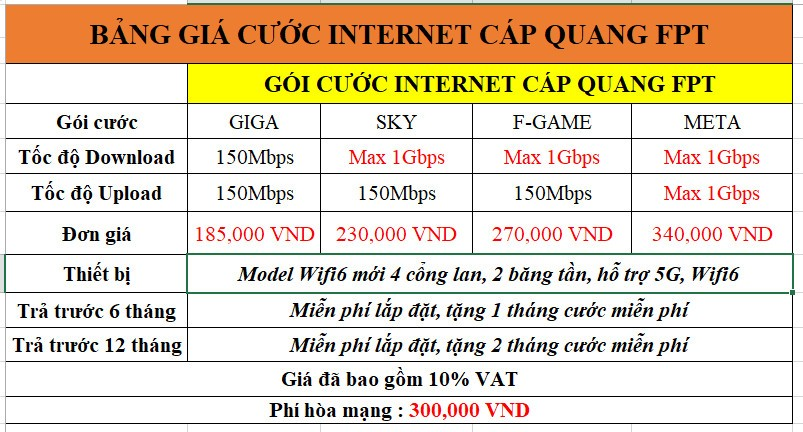 BẢNG GIÁ CƯỚC INTERNET CÁP QUANG FPT
GÓI CƯỚC INTERNET CÁP QUANG FPT
Gói cước GIGA SKY F-GAME META
Tốc độ Download 150Mbps Max 1Gbps Max 1Gbps Max 1Gbps
Tốc độ Upload 150Mbps 150Mbps 150Mbps Max 1Gbps
Đơn giá 185,000 VND 230,000 VND 270,000 VND 340,000 VND
Thiết bị Model Wifi6 mới 4 cổng lan, 2 băng tần, hỗ trợ 5G, Wifi6
Trả trước 6 tháng Miễn phí lắp đặt, tặng 1 tháng cước miễn phí
Trả trước 12 tháng Miễn phí lắp đặt, tặng 2 tháng cước miễn phí
Giá đã bao gồm 10% VAT
Phí hòa mạng : 300,000 VND